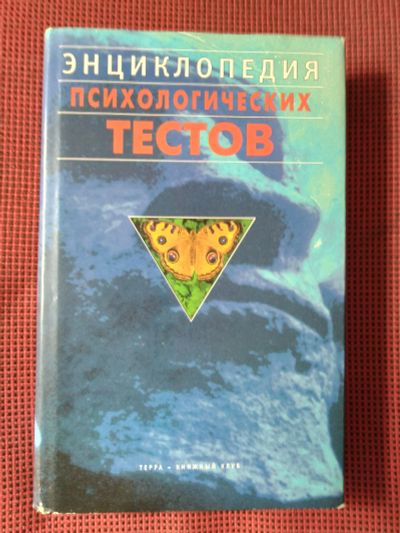 ЭНЦИКЛОПЕДИЯ
ПСИХОЛОГИЧЕСКИХ
ТЕСТОВ
ТЕРРА – КНИЖНЫЙ КЛУБ